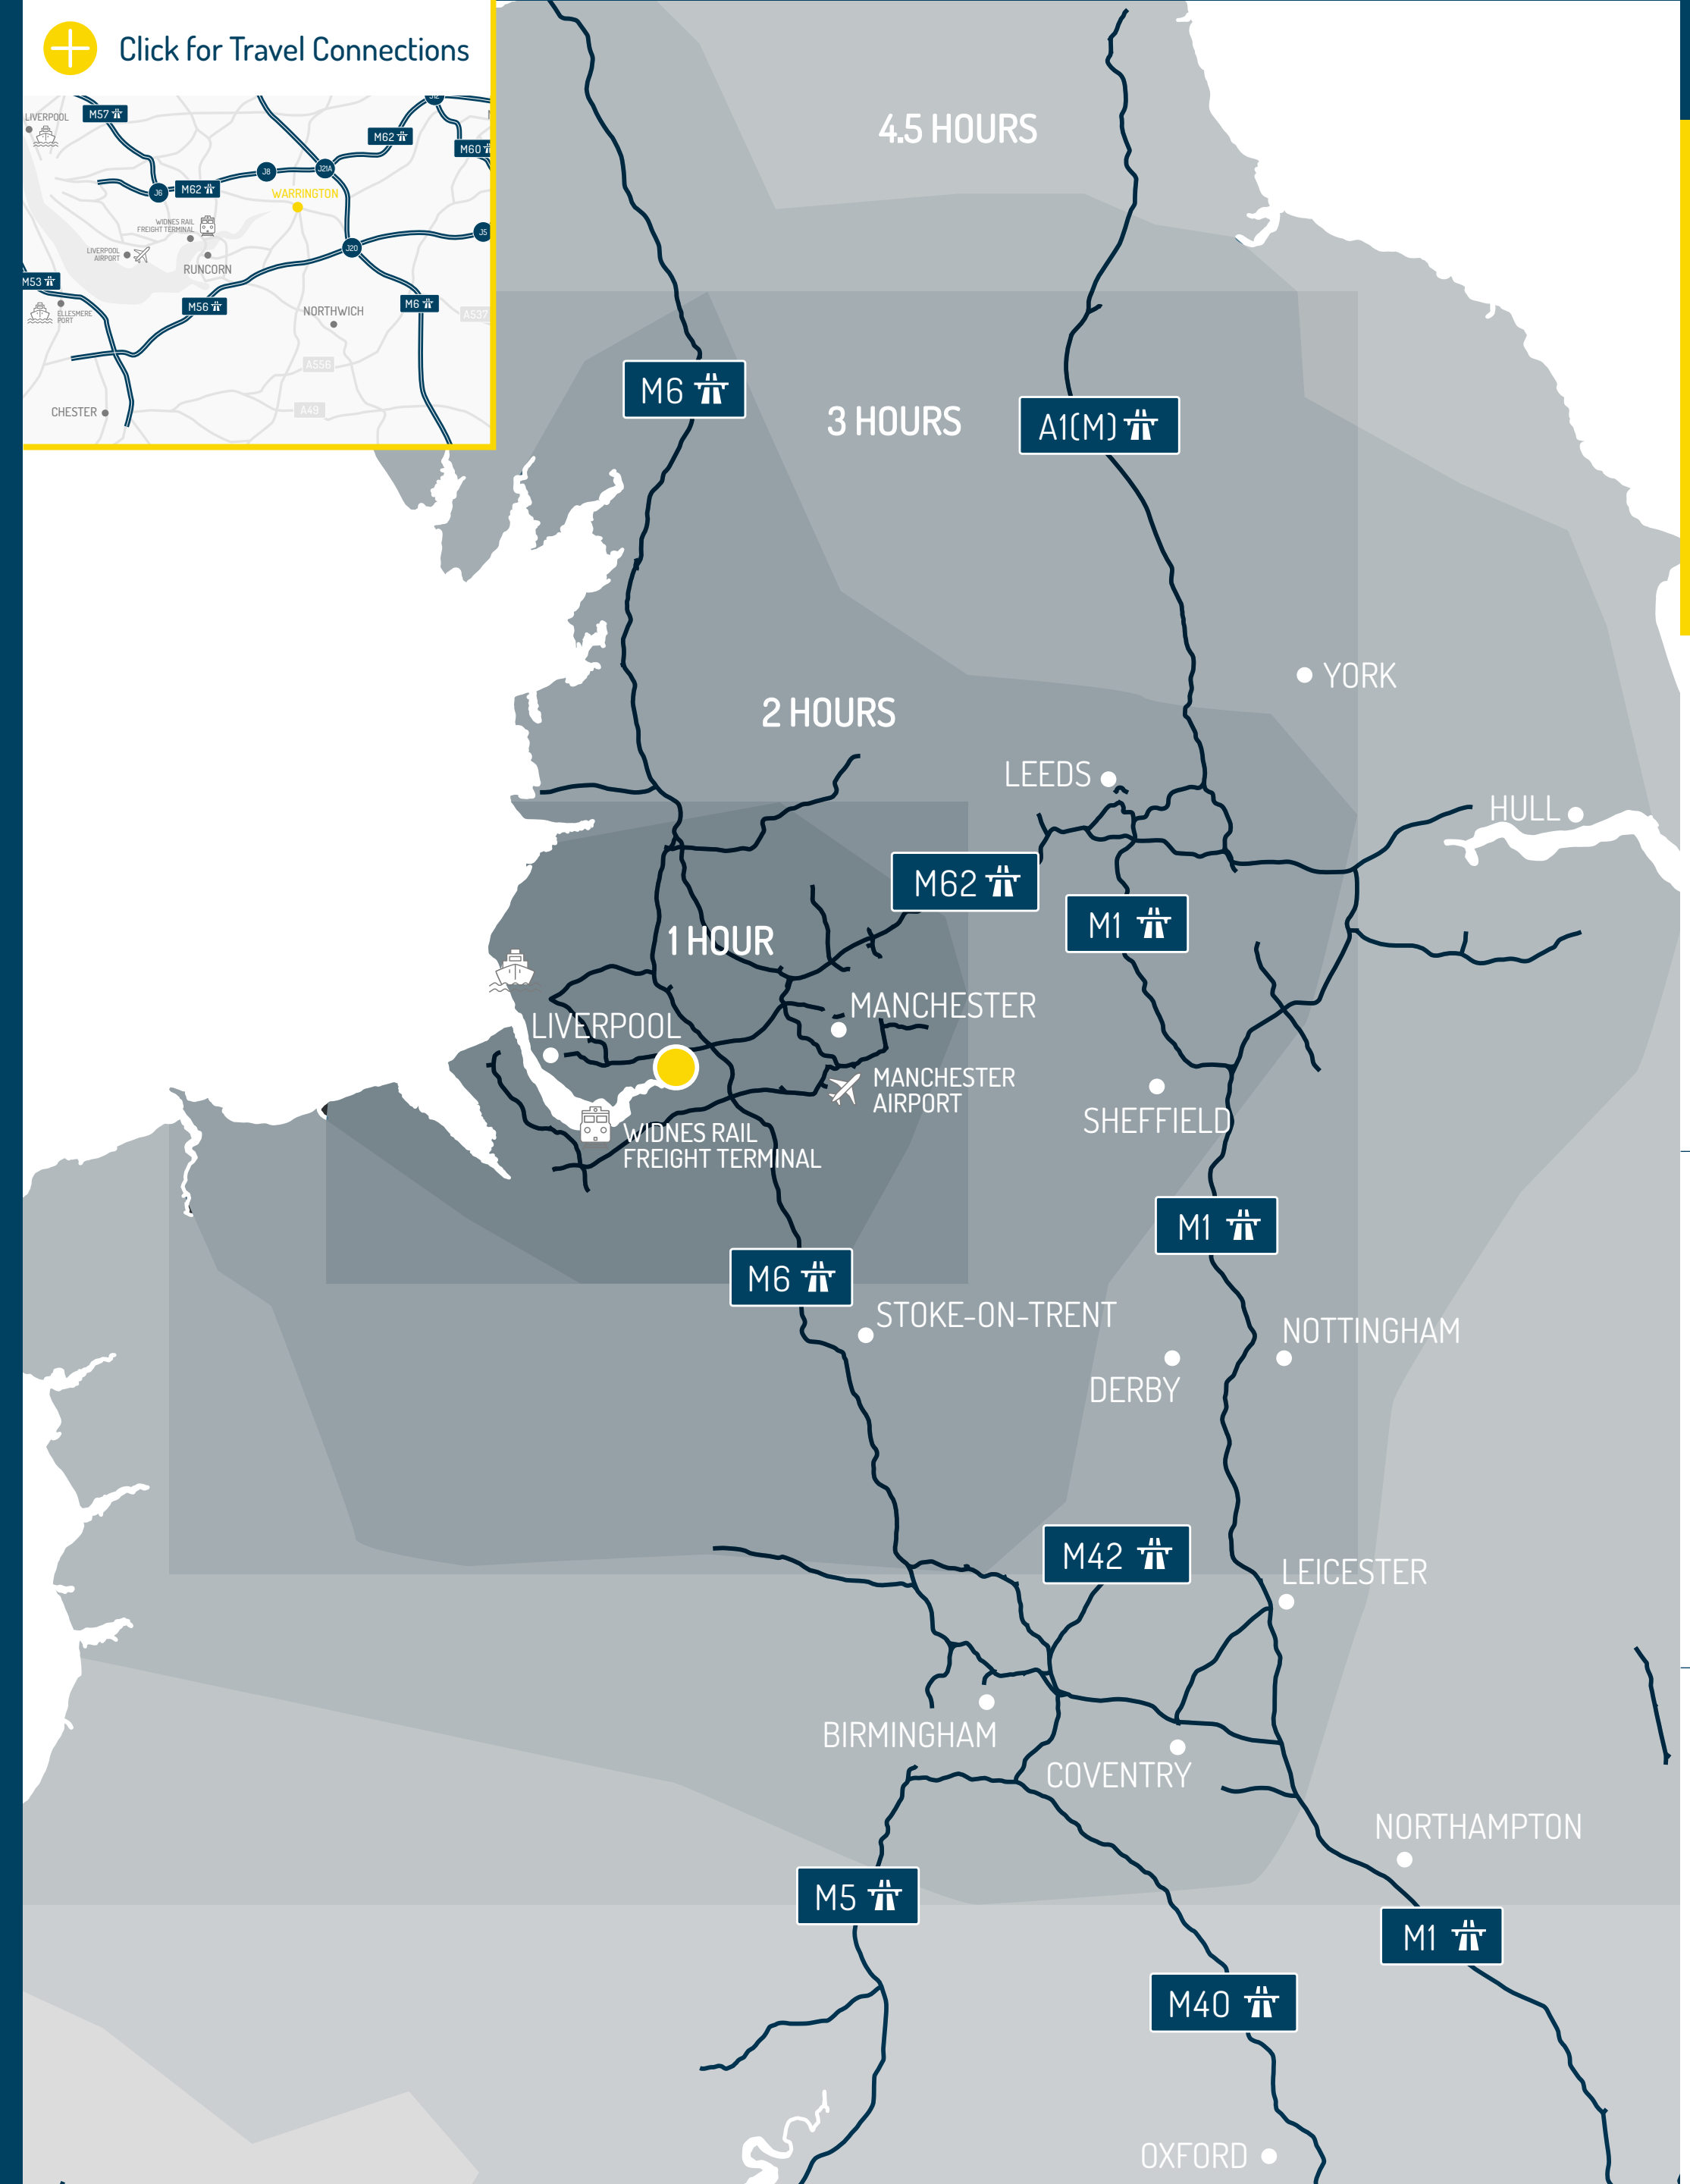 Click for Travel Connections
LIVERPOOL
M57
M62
M60
J8
J21A
J6
M62
WARRINGTON
WIDNES RAIL
FREIGHT TERMINAL
LIVERPOOL
AIRPORT
RUNCORN
J20
J5
M53
ELLESMERE
PORT
M56
NORTHWICH
M6
A537
A556
A49
CHESTER
4.5 HOURS
M6
3 HOURS
A1(M)
YORK
2 HOURS
LEEDS
HULL
M62
M1
1 HOUR
MANCHESTER
LIVERPOOL
MANCHESTER
AIRPORT
SHEFFIELD
WIDNES RAIL
FREIGHT TERMINAL
M1
M6
STOKE-ON-TRENT
NOTTINGHAM
DERBY
M42
LEICESTER
BIRMINGHAM
COVENTRY
NORTHAMPTON
M5
M1
M40
OXFORD